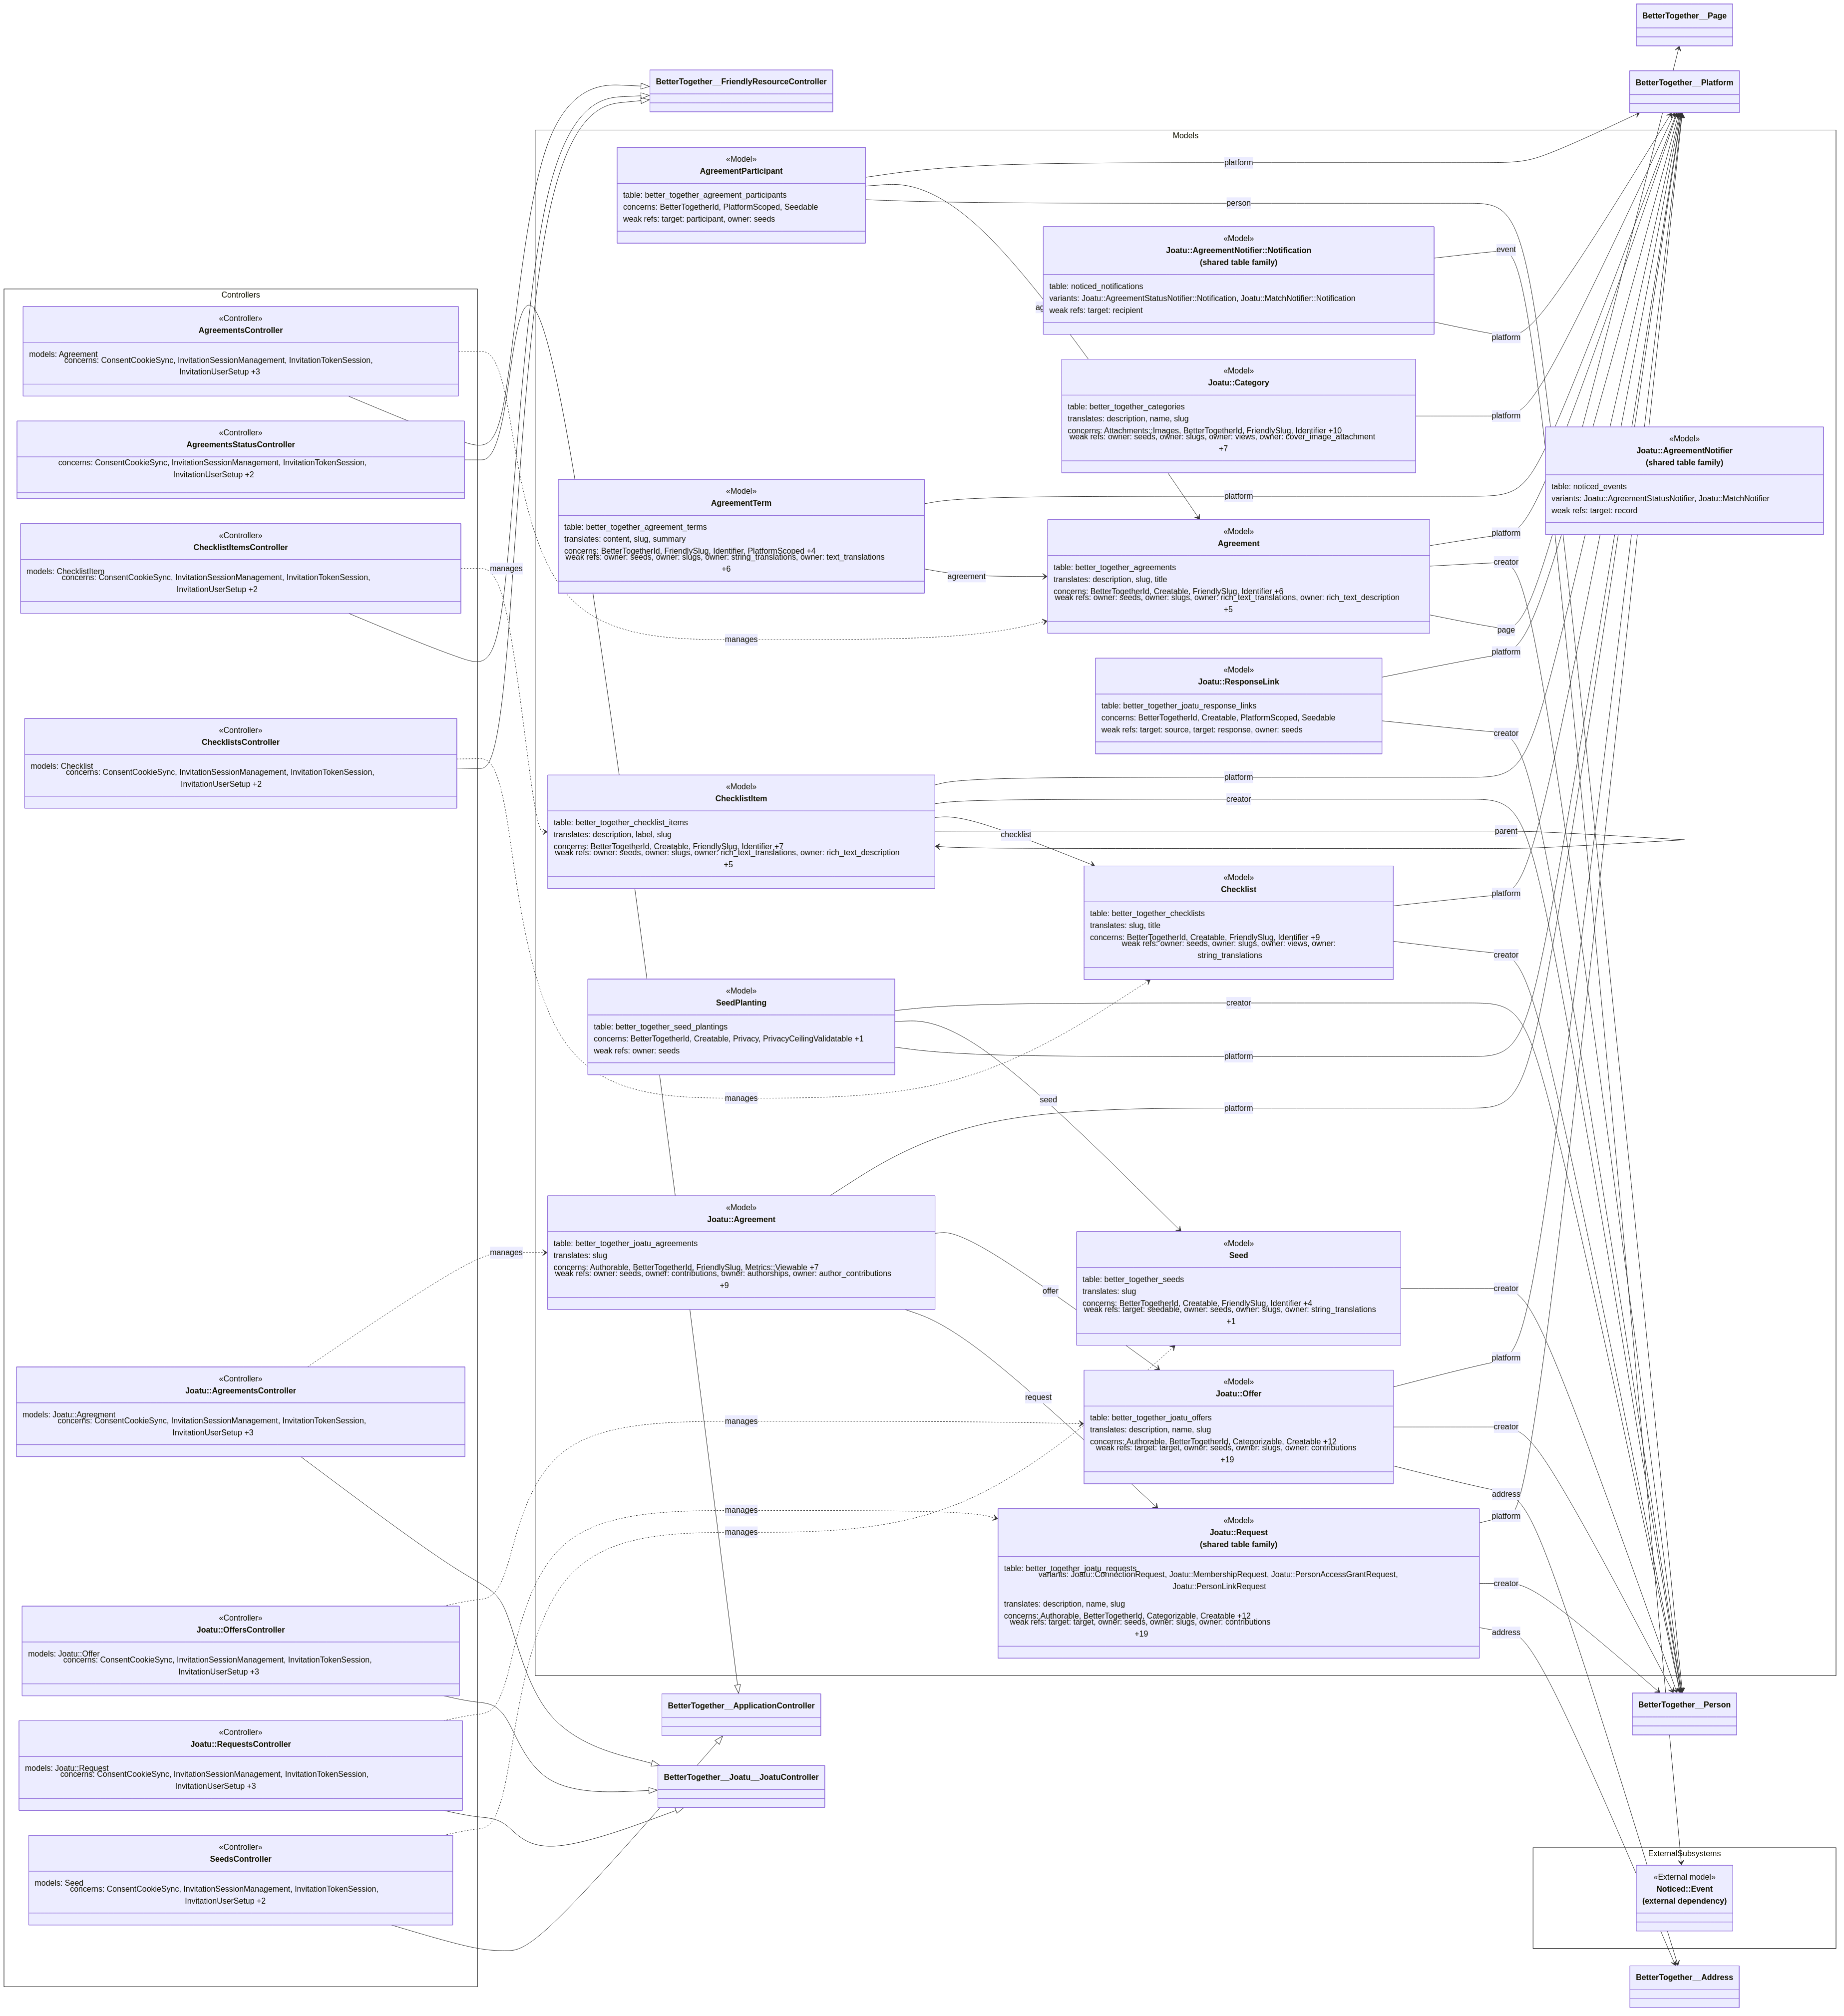 BetterTogether__Page
BetterTogether__Platform
BetterTogether__FriendlyResourceController
Models
«Model»
AgreementParticipant
table: better_together_agreement_participants
concerns: BetterTogetherId, PlatformScoped, Seedable
weak refs: target: participant, owner: seeds
platform
person
ag
«Model»
Joatu::AgreementNotifier::Notification
(shared table family)
table: noticed_notifications
variants: Joatu::AgreementStatusNotifier::Notification, Joatu::MatchNotifier::Notification
weak refs: target: recipient
event
platform
Controllers
«Controller»
AgreementsController
models: Agreement
concerns: ConsentCookieSync, InvitationSessionManagement, InvitationTokenSession,
InvitationUserSetup +3
«Model»
Joatu::Category
table: better_together_categories
translates: description, name, slug
concerns: Attachments::Images, BetterTogetherId, FriendlySlug, Identifier +10
weak refs: owner: seeds, owner: slugs, owner: views, owner: cover_image_attachment
+7
platform
«Controller»
AgreementsStatusController
concerns: ConsentCookieSync, InvitationSessionManagement, InvitationTokenSession,
InvitationUserSetup +2
«Model»
Joatu::AgreementNotifier
(shared table family)
table: noticed_events
variants: Joatu::AgreementStatusNotifier, Joatu::MatchNotifier
weak refs: target: record
«Model»
AgreementTerm
table: better_together_agreement_terms
translates: content, slug, summary
concerns: BetterTogetherId, FriendlySlug, Identifier, PlatformScoped +4
weak refs: owner: seeds, owner: slugs, owner: string_translations, owner: text_translations
+6
platform
agreement
«Controller»
ChecklistItemsController
models: ChecklistItem
concerns: ConsentCookieSync, InvitationSessionManagement, InvitationTokenSession,
InvitationUserSetup +2
manages
«Model»
Agreement
table: better_together_agreements
translates: description, slug, title
concerns: BetterTogetherId, Creatable, FriendlySlug, Identifier +6
weak refs: owner: seeds, owner: slugs, owner: rich_text_translations, owner: rich_text_description
+5
platform
creator
page
manages
«Model»
Joatu::ResponseLink
table: better_together_joatu_response_links
concerns: BetterTogetherId, Creatable, PlatformScoped, Seedable
weak refs: target: source, target: response, owner: seeds
platform
creator
«Controller»
ChecklistsController
models: Checklist
concerns: ConsentCookieSync, InvitationSessionManagement, InvitationTokenSession,
InvitationUserSetup +2
«Model»
ChecklistItem
table: better_together_checklist_items
translates: description, label, slug
concerns: BetterTogetherId, Creatable, FriendlySlug, Identifier +7
weak refs: owner: seeds, owner: slugs, owner: rich_text_translations, owner: rich_text_description
+5
platform
creator
parent
checklist
«Model»
Checklist
table: better_together_checklists
translates: slug, title
concerns: BetterTogetherId, Creatable, FriendlySlug, Identifier +9
weak refs: owner: seeds, owner: slugs, owner: views, owner:
string_translations
platform
creator
«Model»
SeedPlanting
table: better_together_seed_plantings
concerns: BetterTogetherId, Creatable, Privacy, PrivacyCeilingValidatable +1
weak refs: owner: seeds
creator
platform
seed
manages
platform
«Model»
Joatu::Agreement
table: better_together_joatu_agreements
translates: slug
concerns: Authorable, BetterTogetherId, FriendlySlug, Metrics::Viewable +7
weak refs: owner: seeds, owner: contributions, owner: authorships, owner: author_contributions
+9
manages
offer
request
«Model»
Seed
table: better_together_seeds
translates: slug
concerns: BetterTogetherId, Creatable, FriendlySlug, Identifier +4
weak refs: target: seedable, owner: seeds, owner: slugs, owner: string_translations
+1
creator
«Controller»
Joatu::AgreementsController
models: Joatu::Agreement
concerns: ConsentCookieSync, InvitationSessionManagement, InvitationTokenSession,
InvitationUserSetup +3
«Model»
Joatu::Offer
table: better_together_joatu_offers
translates: description, name, slug
concerns: Authorable, BetterTogetherId, Categorizable, Creatable +12
weak refs: target: target, owner: seeds, owner: slugs, owner: contributions
+19
platform
creator
address
manages
manages
manages
«Model»
Joatu::Request
(shared table family)
table: better_together_joatu_requests
variants: Joatu::ConnectionRequest, Joatu::MembershipRequest, Joatu::PersonAccessGrantRequest,
Joatu::PersonLinkRequest
translates: description, name, slug
concerns: Authorable, BetterTogetherId, Categorizable, Creatable +12
weak refs: target: target, owner: seeds, owner: slugs, owner: contributions
+19
platform
creator
address
«Controller»
Joatu::OffersController
models: Joatu::Offer
concerns: ConsentCookieSync, InvitationSessionManagement, InvitationTokenSession,
InvitationUserSetup +3
BetterTogether__ApplicationController
BetterTogether__Person
«Controller»
Joatu::RequestsController
models: Joatu::Request
concerns: ConsentCookieSync, InvitationSessionManagement, InvitationTokenSession,
InvitationUserSetup +3
BetterTogether__Joatu__JoatuController
«Controller»
SeedsController
models: Seed
concerns: ConsentCookieSync, InvitationSessionManagement, InvitationTokenSession,
InvitationUserSetup +2
ExternalSubsystems
«External model»
Noticed::Event
(external dependency)
BetterTogether__Address